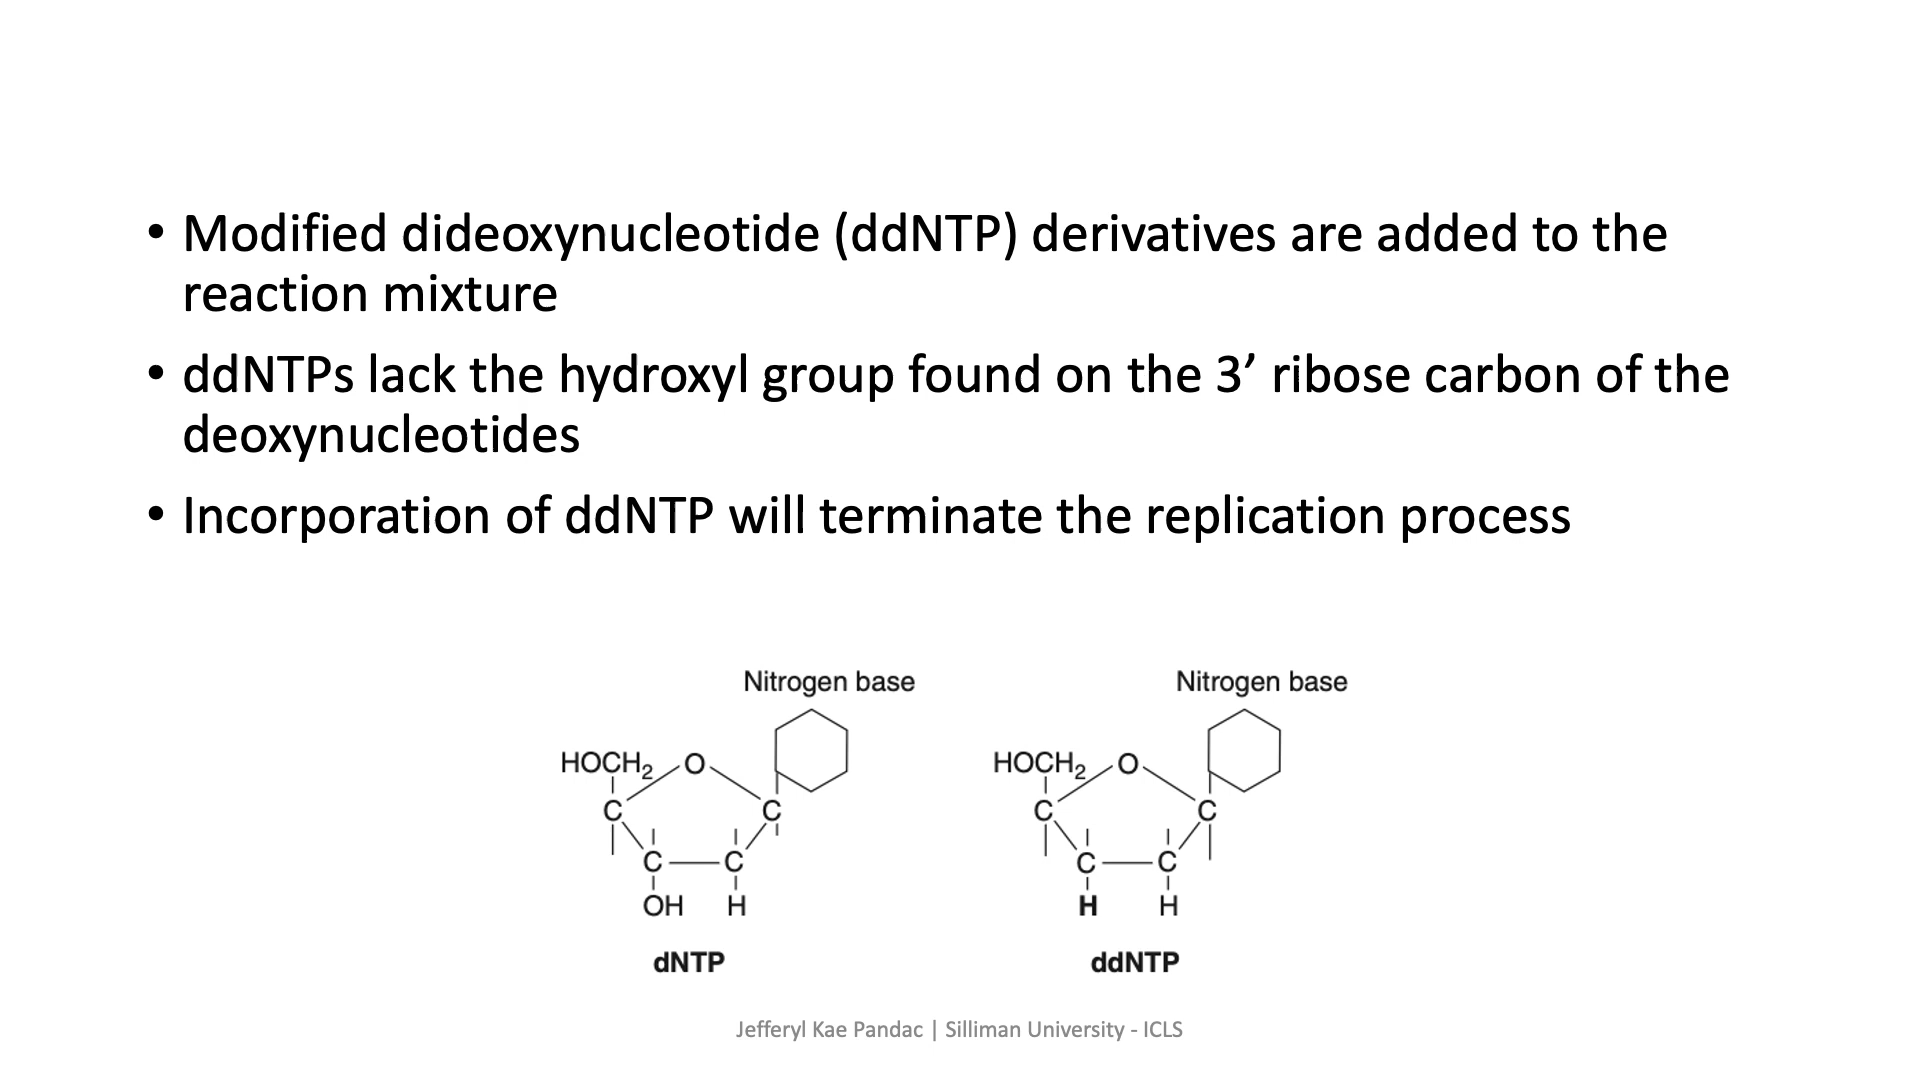 • Modified dideoxynucleotide (ddNTP) derivatives are added to the
reaction mixture
• ddNTPs lack the hydroxyl group found on the 3’ ribose carbon of the
deoxynucleotides
• Incorporation of ddNTP will terminate the replication process
Nitrogen base
HOCH₂ O
C C
C C
OH H
dNTP
Nitrogen base
HOCH₂ O
C C
C C
H H
ddNTP
Jefferyl Kae Pandac | Silliman University - ICLS